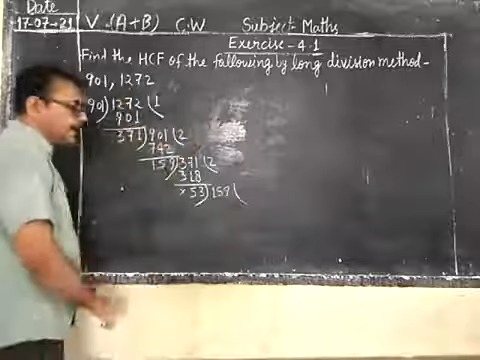 Date
17-07-21 V.(A+B) C.W Subject- Maths
Exercise-4.1
Find the HCF of the following by long division method-
901, 1272
901)1272(1
901
371)901(2
742
159)371(2
318
×53)159(